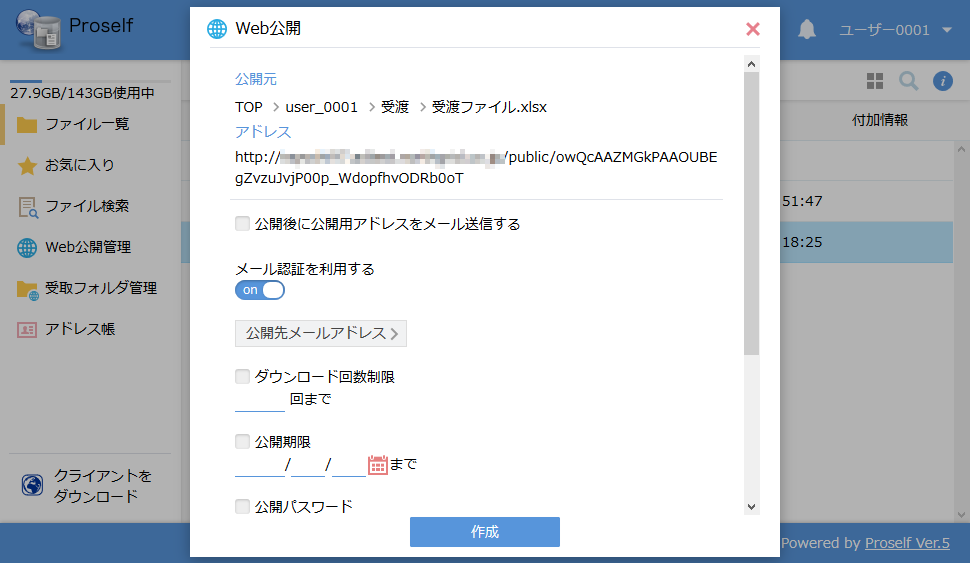 Proself
27.9GB/143GB使用中
ファイル一覧
お気に入り
ファイル検索
Web公開管理
受取フォルダ管理
アドレス帳
クライアントを
ダウンロード
Web公開
公開元
TOP > user_0001 > 受渡 > 受渡ファイル.xlsx
アドレス
http:// /public/owQcAAZMGkPAAOUBE
gZvzuJvjP00p_WdopfhvODRb0oT
公開後に公開用アドレスをメール送信する
メール認証を利用する
on
公開先メールアドレス >
ダウンロード回数制限
回まで
公開期限
/ / まで
公開パスワード
作成
ユーザー0001
付加情報
51:47
18:25
Powered by Proself Ver.5